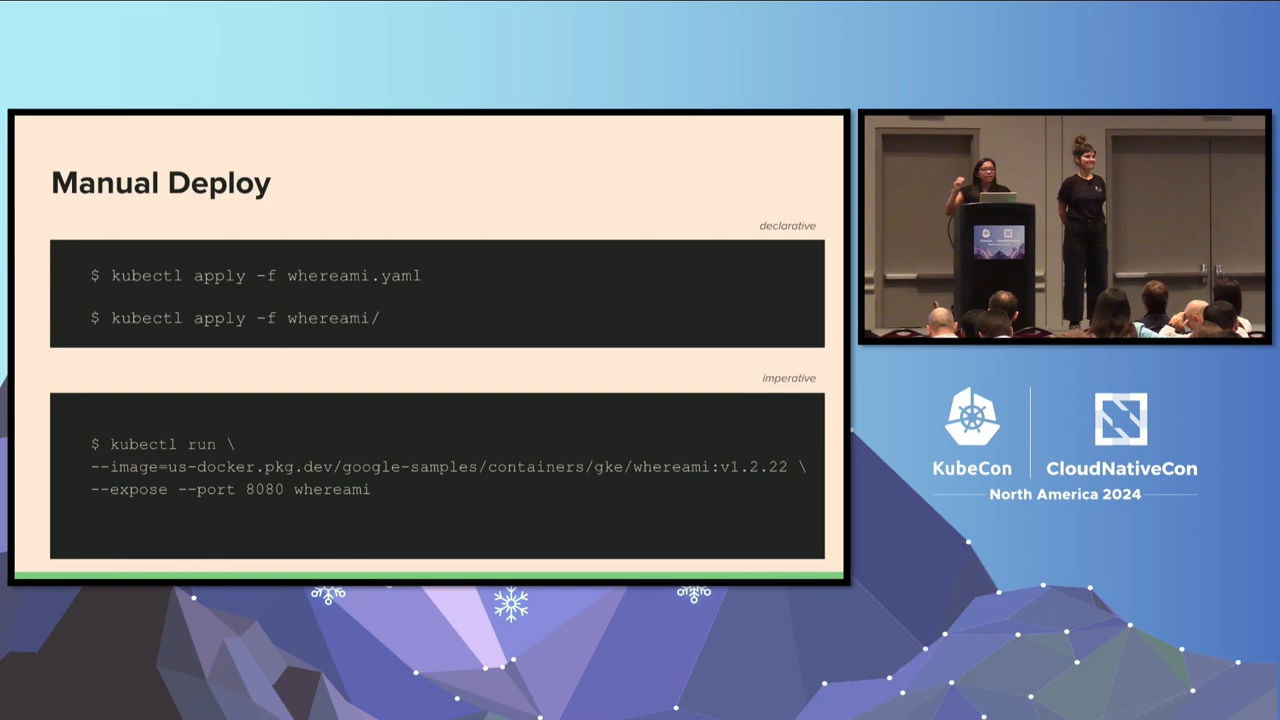 Manual Deploy
declarative
$ kubectl apply -f whereami.yaml
$ kubectl apply -f whereami/
imperative
$ kubectl run \
--image=us-docker.pkg.dev/google-samples/containers/gke/whereami:v1.2.22 \
--expose --port 8080 whereami
KubeCon
CloudNativeCon
North America 2024